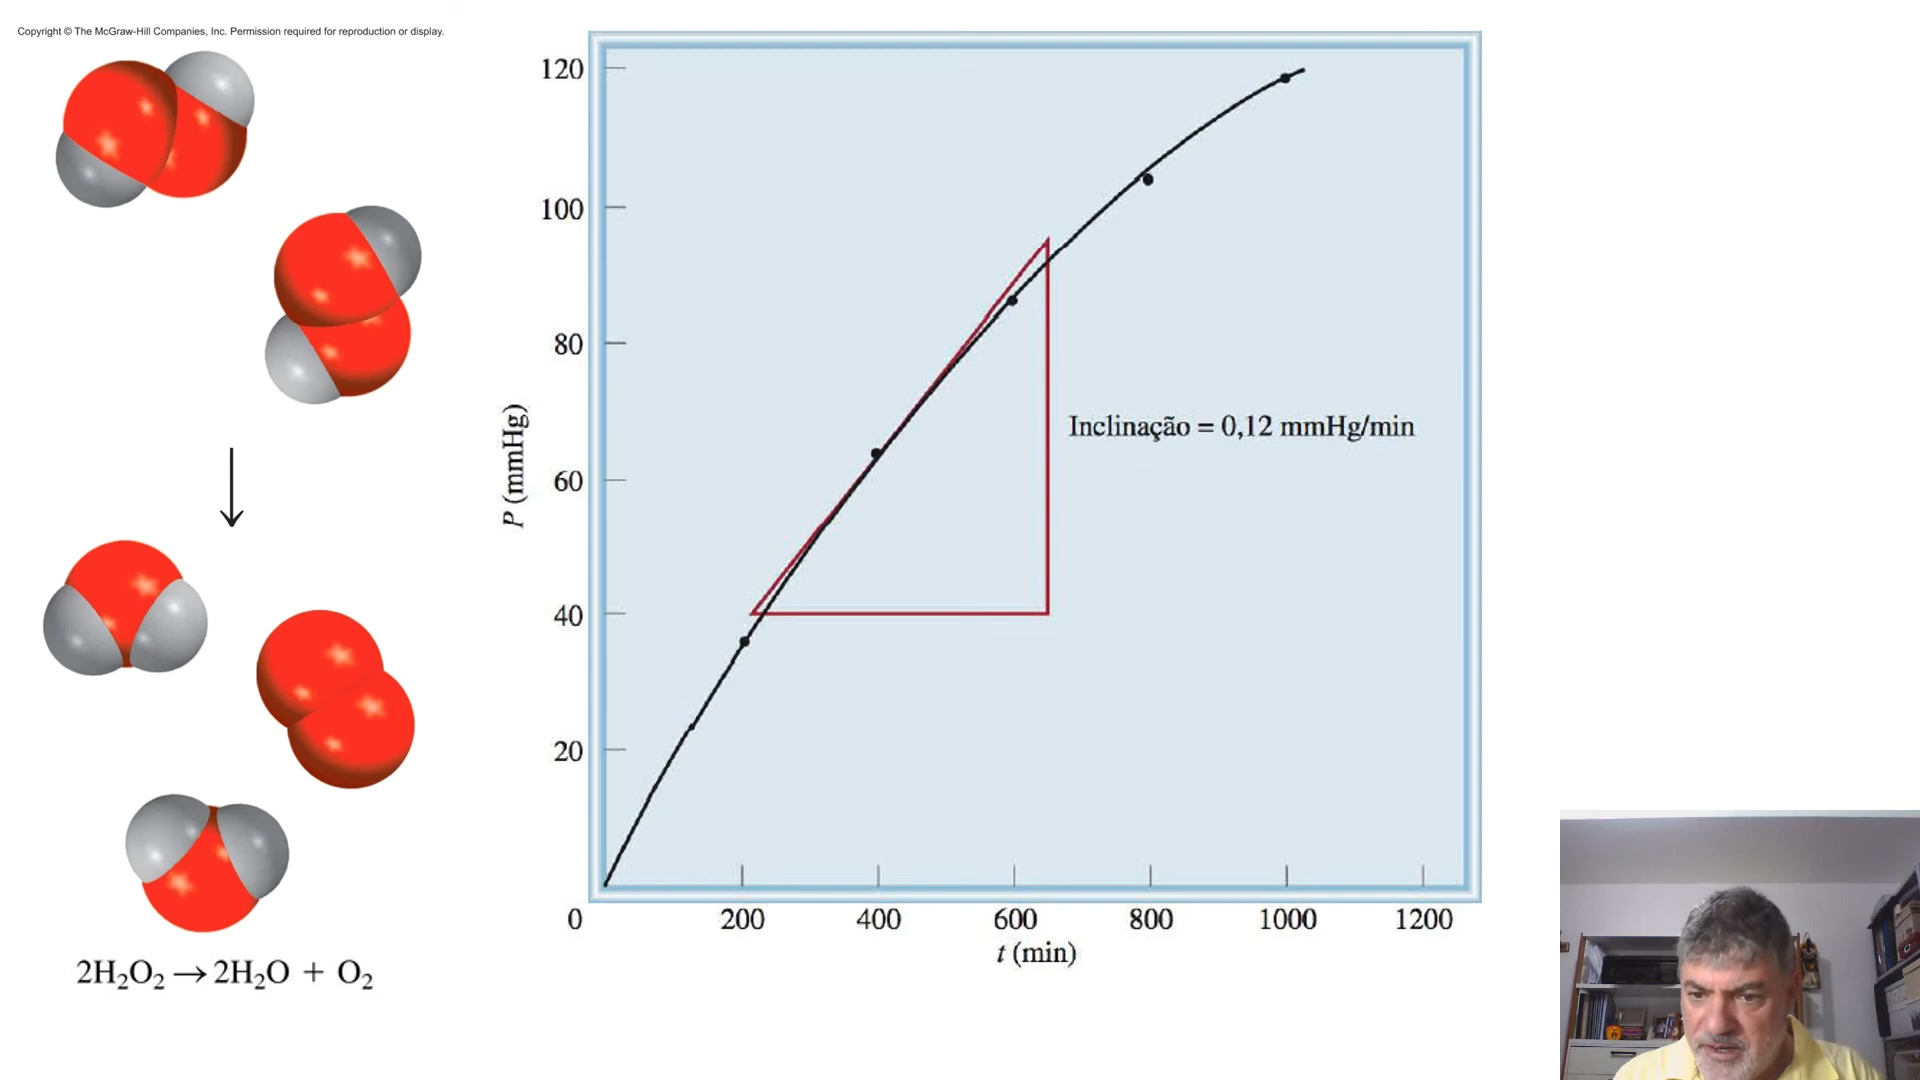 Copyright © The McGraw-Hill Companies, Inc. Permission required for reproduction or display.
2H₂O₂ → 2H₂O + O₂
P (mmHg)
120
100
80
60
40
20
0
200
400
600
800
1000
1200
t (min)
Inclinação = 0,12 mmHg/min